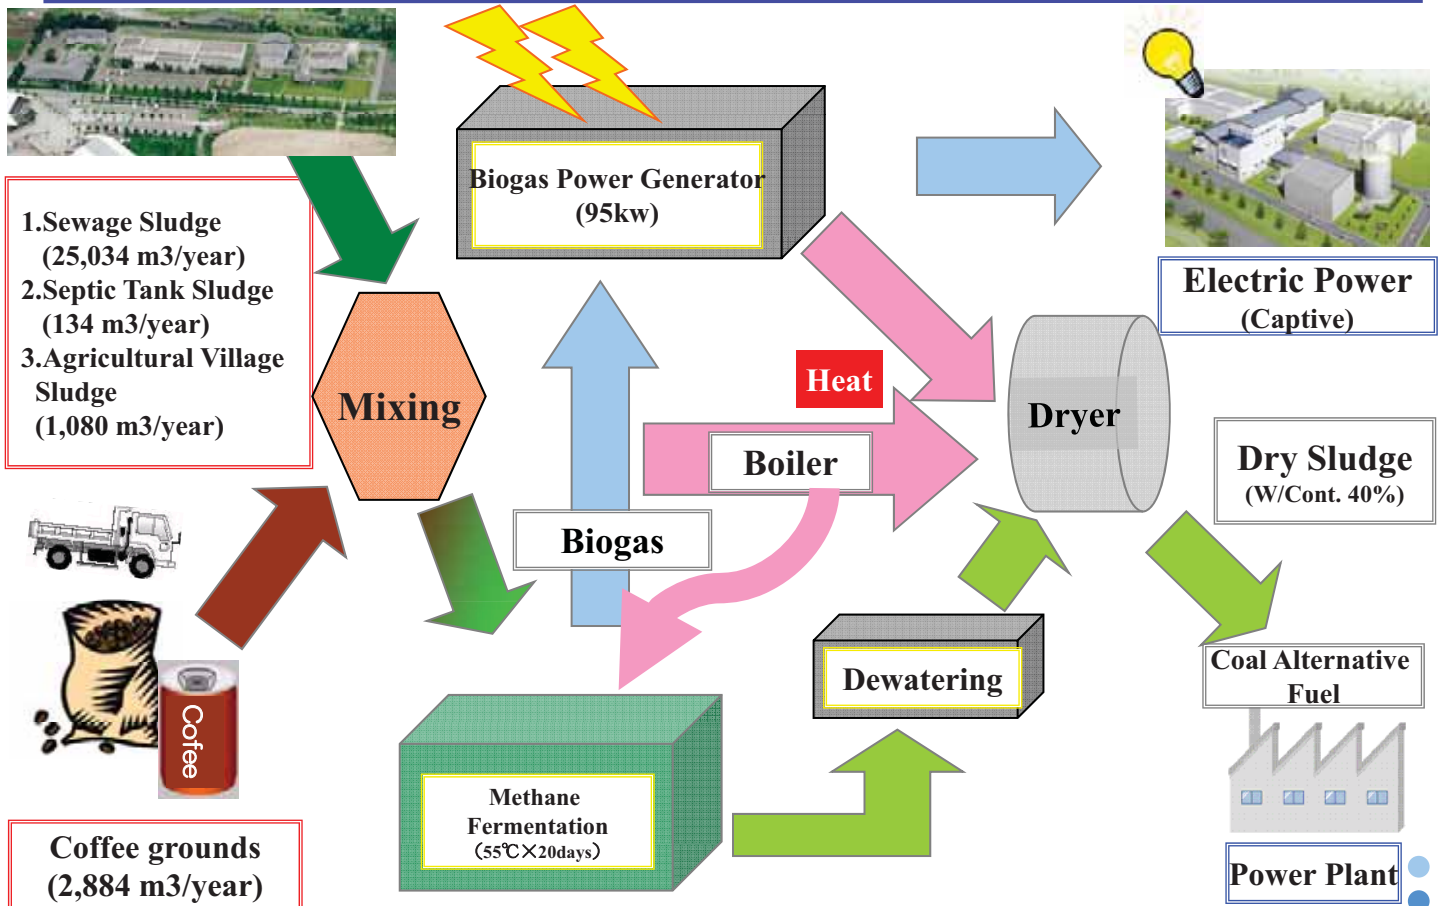 Biogas Power Generator
(95kw)
1.Sewage Sludge
(25,034 m3/year)
2.Septic Tank Sludge
(134 m3/year)
3.Agricultural Village
Sludge
(1,080 m3/year)
Electric Power
(Captive)
Mixing
Heat
Dryer
Boiler
Dry Sludge
(W/Cont. 40%)
Biogas
Dewatering
Coal Alternative
Fuel
Cofee
Methane
Fermentation
(55℃×20days)
Coffee grounds
(2,884 m3/year)
Power Plant